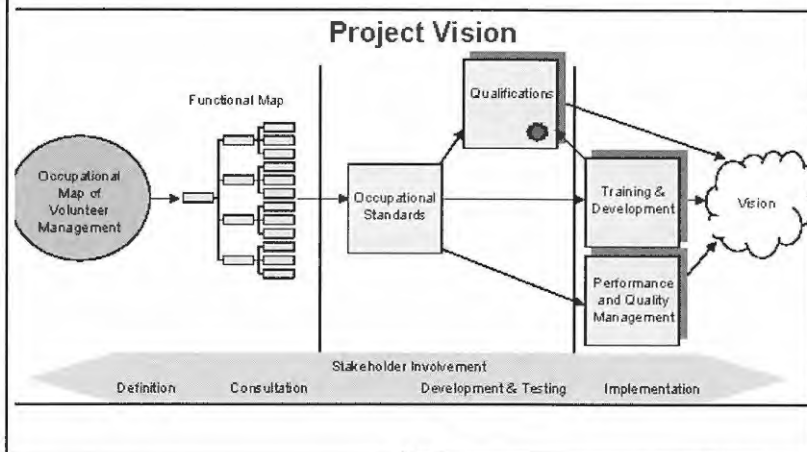 Project Vision
Functional Map
Qualifications
Occupational
Map of
Volunteer
Management
Occupational
Standards
Training &
Development
Vision
Performance
and Quality
Management
Stakeholder Involvement
Definition
Consultation
Development & Testing
Implementation